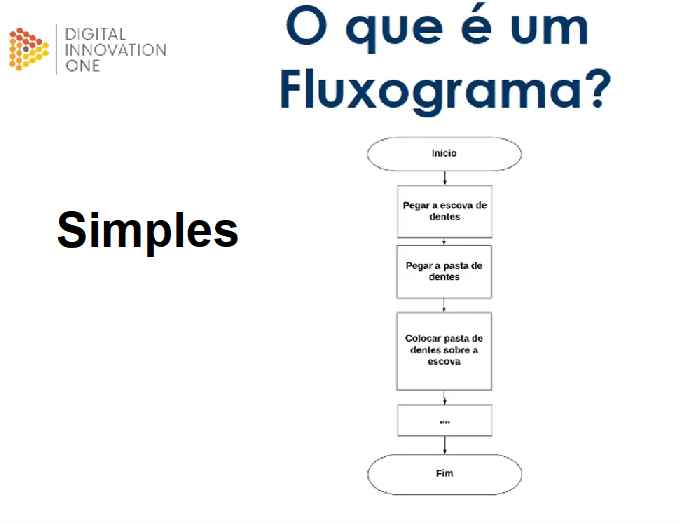 DIGITAL
INNOVATION
ONE
O que é um
Fluxograma?
Simples
Início
Pegar a escova de
dentes
Pegar a pasta de
dentes
Colocar pasta de
dentes sobre a
escova
....
Fim